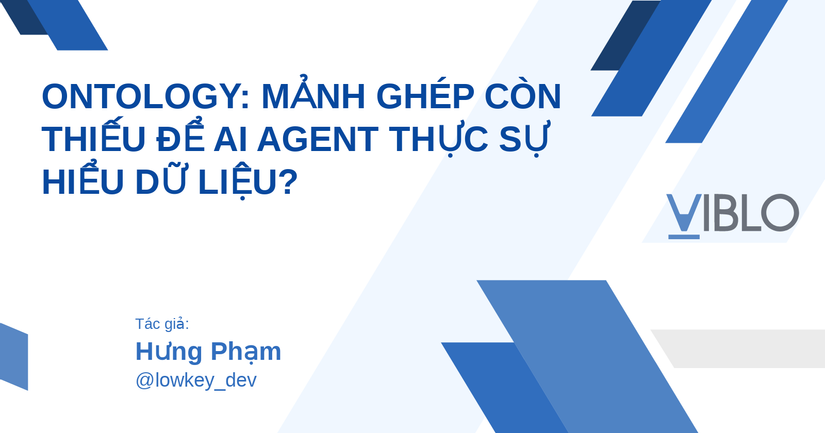 ONTOLOGY: MẢNH GHÉP CÒN
THIẾU ĐỂ AI AGENT THỰC SỰ
HIỂU DỮ LIỆU?
VIBLO
Tác giả:
Hưng Phạm
@lowkey_dev